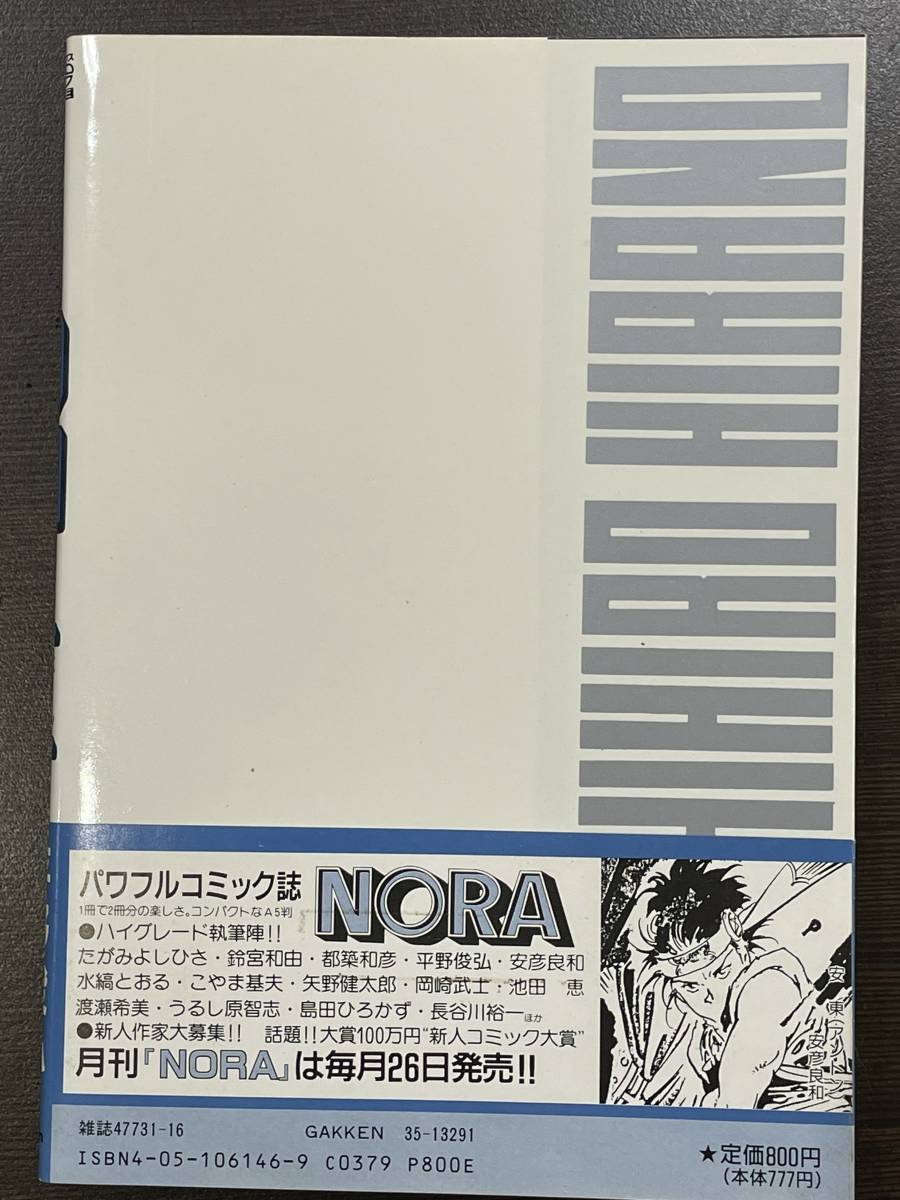 パワフルコミック誌 NORA
1冊で2冊分の楽しさ。コンパクトなA5判
●ハイグレード執筆陣!!
たがみよしひさ・鈴宮和由・都築和彦・平野俊弘・安彦良和
水縞とおる・こやま基夫・矢野健太郎・岡崎武士・池田 恵
渡瀬希美・うるし原智志・島田ひろかず・長谷川裕一ほか
●新人作家大募集!! 話題!!大賞100万円“新人コミック大賞”
月刊『NORA』は毎月26日発売!!
安 東(アントン)
安彦良和
雑誌47731-16 GAKKEN 35-13291
ISBN4-05-106146-9 C0379 P800E
★定価800円
(本体777円)